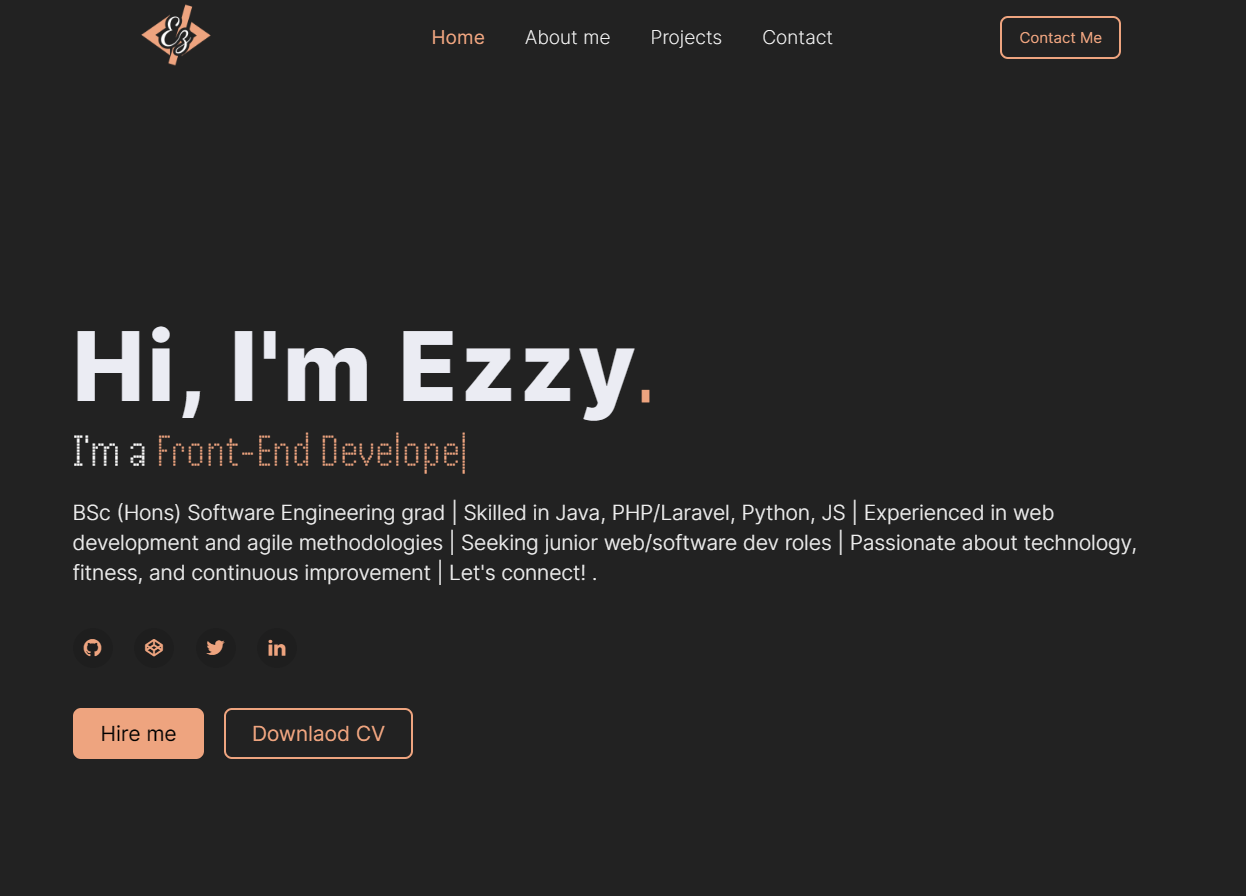 Ez
Home About me Projects Contact Contact Me
Hi, I'm Ezzy.
I'm a Front-End Develope|
BSc (Hons) Software Engineering grad | Skilled in Java, PHP/Laravel, Python, JS | Experienced in web
development and agile methodologies | Seeking junior web/software dev roles | Passionate about technology,
fitness, and continuous improvement | Let's connect! .
in
Hire me Downlaod CV